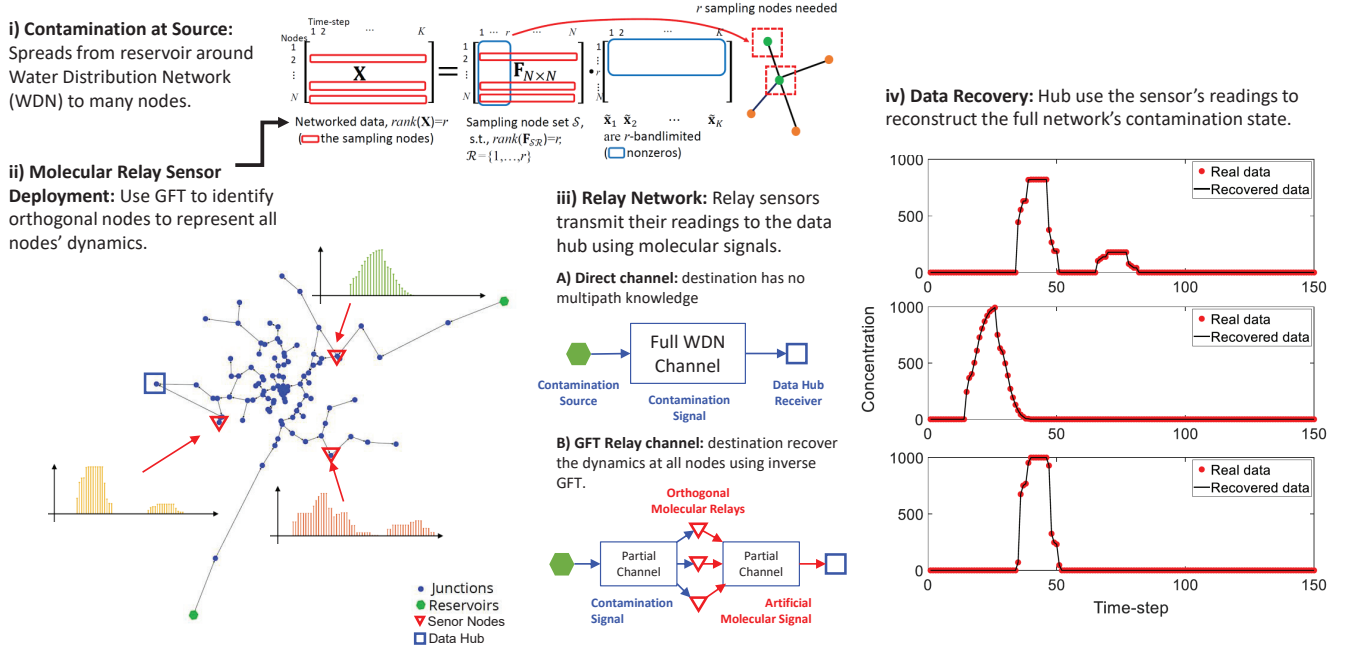 i) Contamination at Source:
Spreads from reservoir around
Water Distribution Network
(WDN) to many nodes.
r sampling nodes needed
Time-step
Nodes
1 2 ⋯ K
1
2
⋮
N
X
=
1 ⋯ r ⋯ N
1
2
⋮
N
F N×N
·
1 2 ⋯ K
1
⋮
r
⋮
N
Networked data, rank(X)=r
( the sampling nodes)
Sampling node set S,
s.t., rank(F_SR)=r,
R={1,…,r}
x̃1 x̃2 ⋯ x̃K
are r-bandlimited
( nonzeros)
ii) Molecular Relay Sensor
Deployment: Use GFT to identify
orthogonal nodes to represent all
nodes' dynamics.
Junctions
Reservoirs
Senor Nodes
Data Hub
iii) Relay Network: Relay sensors
transmit their readings to the data
hub using molecular signals.
A) Direct channel: destination has no
multipath knowledge
Full WDN
Channel
Contamination
Source
Contamination
Signal
Data Hub
Receiver
B) GFT Relay channel: destination recover
the dynamics at all nodes using inverse
GFT.
Orthogonal
Molecular Relays
Partial
Channel
Partial
Channel
Contamination
Signal
Artificial
Molecular Signal
iv) Data Recovery: Hub use the sensor's readings to
reconstruct the full network's contamination state.
1000
500
0
0 50 100 150
Real data
Recovered data
1000
500
0
0 50 100 150
Real data
Recovered data
Concentration
1000
500
0
0 50 100 150
Real data
Recovered data
Time-step